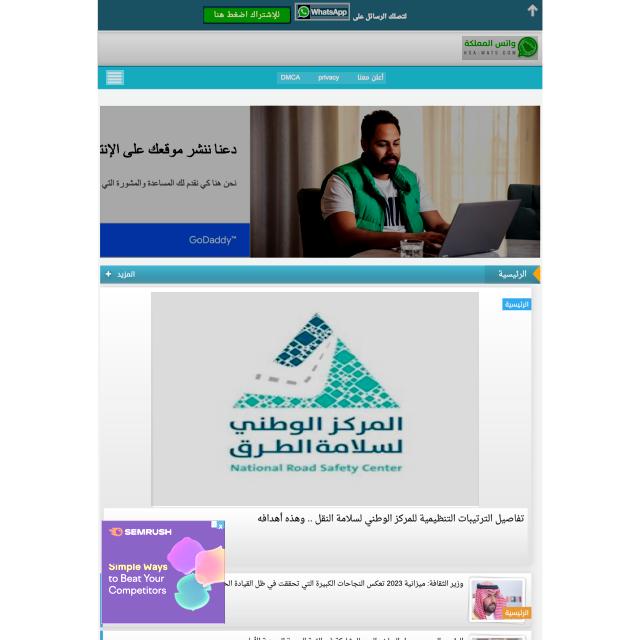 لتصلك الرسائل على WhatsApp للإشتراك اضغط هنا
واتس المملكة
KSA-WATS.COM
أعلن معنا privacy DMCA
دعنا ننشر موقعك على الإنتر
نحن هنا كي نقدم لك المساعدة والمشورة التي
GoDaddy™
الرئيسية
المزيد +
الرئيسية
المركز الوطني
لسلامة الطرق
National Road Safety Center
تفاصيل الترتيبات التنظيمية للمركز الوطني لسلامة النقل .. وهذه أهدافه
SEMRUSH
Simple Ways
to Beat Your
Competitors
وزير الثقافة: ميزانية 2023 تعكس النجاحات الكبيرة التي تحققت في ظل القيادة الح
الرئيسية